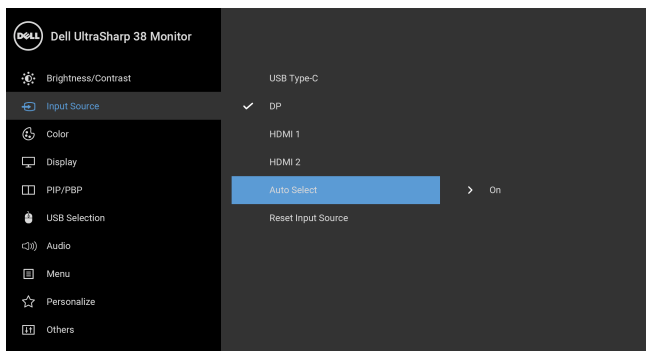 DELL Dell UltraSharp 38 Monitor
Brightness/Contrast
USB Type-C
Input Source
DP
Color
HDMI 1
Display
HDMI 2
PIP/PBP
Auto Select
On
USB Selection
Reset Input Source
Audio
Menu
Personalize
Others